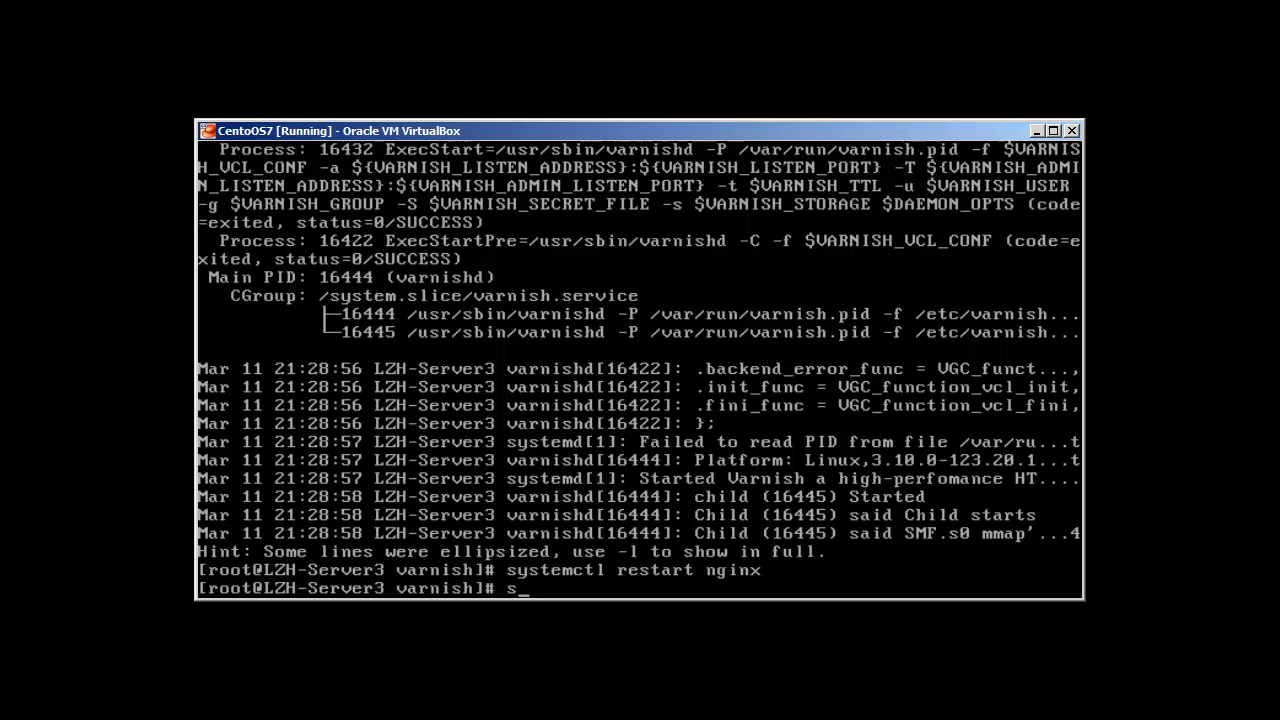 CentoOS7 [Running] - Oracle VM VirtualBox
Process: 16432 ExecStart=/usr/sbin/varnishd -P /var/run/varnish.pid -f $VARNIS
H_VCL_CONF -a ${VARNISH_LISTEN_ADDRESS}:${VARNISH_LISTEN_PORT} -T ${VARNISH_ADMI
N_LISTEN_ADDRESS}:${VARNISH_ADMIN_LISTEN_PORT} -t $VARNISH_TTL -u $VARNISH_USER
-g $VARNISH_GROUP -S $VARNISH_SECRET_FILE -s $VARNISH_STORAGE $DAEMON_OPTS (code
=exited, status=0/SUCCESS)
Process: 16422 ExecStartPre=/usr/sbin/varnishd -C -f $VARNISH_VCL_CONF (code=e
xited, status=0/SUCCESS)
Main PID: 16444 (varnishd)
CGroup: /system.slice/varnish.service
├─16444 /usr/sbin/varnishd -P /var/run/varnish.pid -f /etc/varnish...
└─16445 /usr/sbin/varnishd -P /var/run/varnish.pid -f /etc/varnish...
Mar 11 21:28:56 LZH-Server3 varnishd[16422]: .backend_error_func = VGC_funct...,
Mar 11 21:28:56 LZH-Server3 varnishd[16422]: .init_func = VGC_function_vcl_init,
Mar 11 21:28:56 LZH-Server3 varnishd[16422]: .fini_func = VGC_function_vcl_fini,
Mar 11 21:28:56 LZH-Server3 varnishd[16422]: };
Mar 11 21:28:57 LZH-Server3 systemd[1]: Failed to read PID from file /var/ru...t
Mar 11 21:28:57 LZH-Server3 varnishd[16444]: Platform: Linux,3.10.0-123.20.1...t
Mar 11 21:28:57 LZH-Server3 systemd[1]: Started Varnish a high-perfomance HT....
Mar 11 21:28:58 LZH-Server3 varnishd[16444]: child (16445) Started
Mar 11 21:28:58 LZH-Server3 varnishd[16444]: Child (16445) said Child starts
Mar 11 21:28:58 LZH-Server3 varnishd[16444]: Child (16445) said SMF.s0 mmap'...4
Hint: Some lines were ellipsized, use -l to show in full.
[root@LZH-Server3 varnish]# systemctl restart nginx
[root@LZH-Server3 varnish]# s_